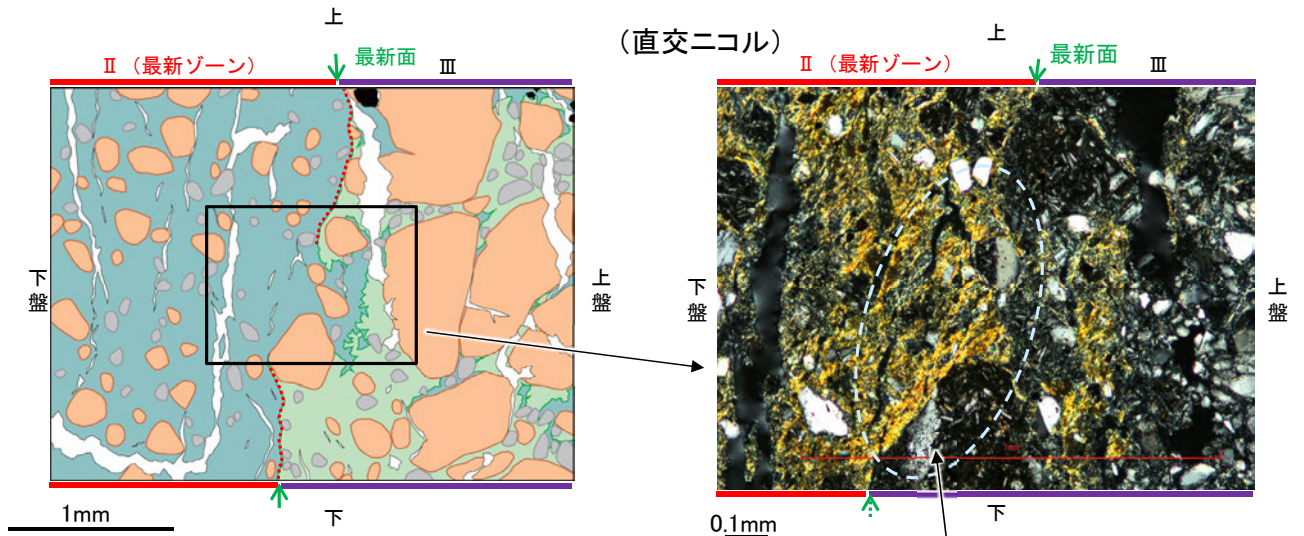 上
Ⅱ（最新ゾーン）
最新面
Ⅲ
下盤
上盤
下
1mm
（直交ニコル）
上
Ⅱ（最新ゾーン）
最新面
Ⅲ
下盤
上盤
下
0.1mm